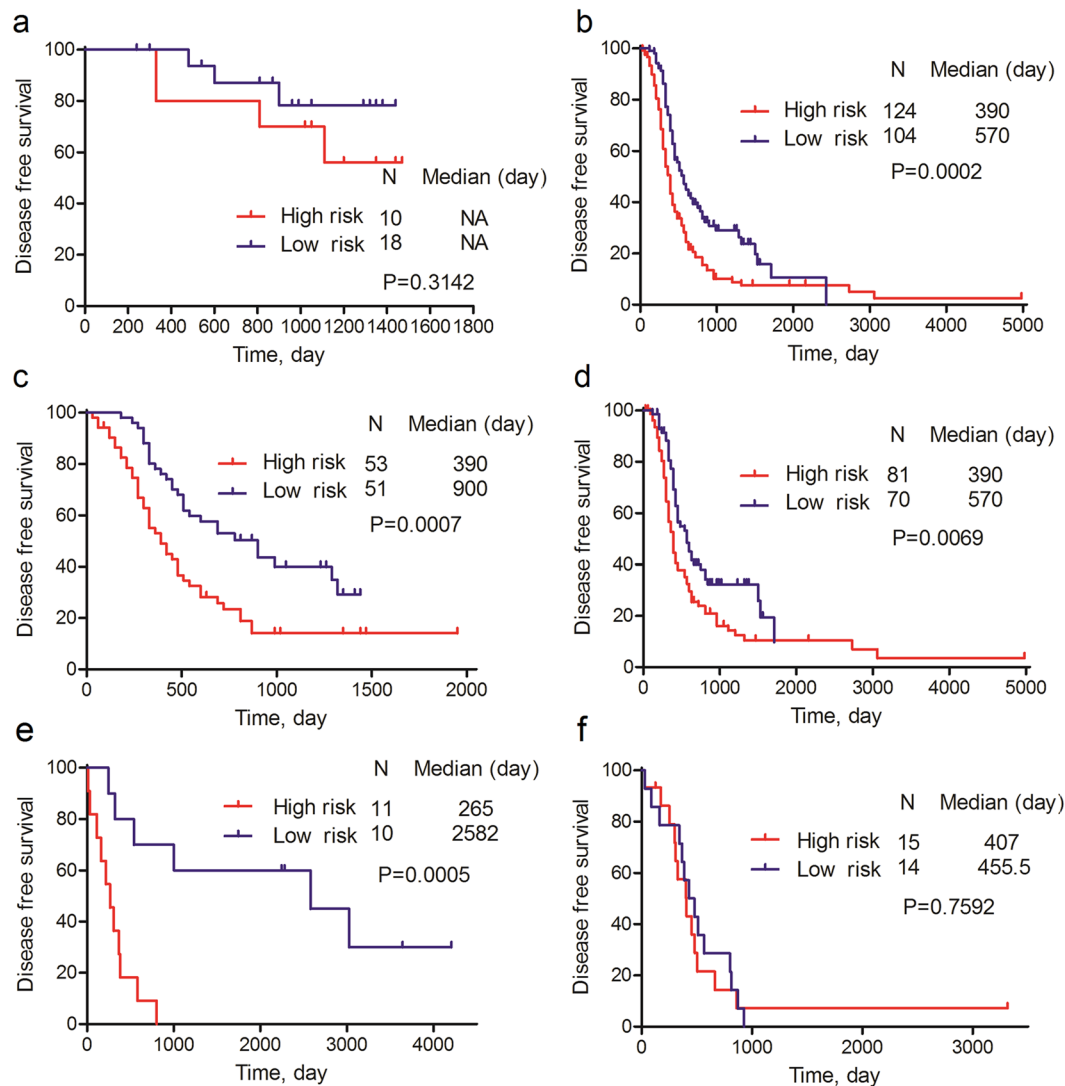 a
Disease free survival
100
80
60
40
20
0
0 200 400 600 800 1000 1200 1400 1600 1800
Time, day
N Median (day)
High risk 10 NA
Low risk 18 NA
P=0.3142
b
Disease free survival
100
80
60
40
20
0
0 1000 2000 3000 4000 5000
Time, day
N Median (day)
High risk 124 390
Low risk 104 570
P=0.0002
c
Disease free survival
100
80
60
40
20
0
0 500 1000 1500 2000
Time, day
N Median (day)
High risk 53 390
Low risk 51 900
P=0.0007
d
Disease free survival
100
80
60
40
20
0
0 1000 2000 3000 4000 5000
Time, day
N Median (day)
High risk 81 390
Low risk 70 570
P=0.0069
e
Disease free survival
100
80
60
40
20
0
0 1000 2000 3000 4000
Time, day
N Median (day)
High risk 11 265
Low risk 10 2582
P=0.0005
f
Disease free survival
100
80
60
40
20
0
0 1000 2000 3000
Time, day
N Median (day)
High risk 15 407
Low risk 14 455.5
P=0.7592